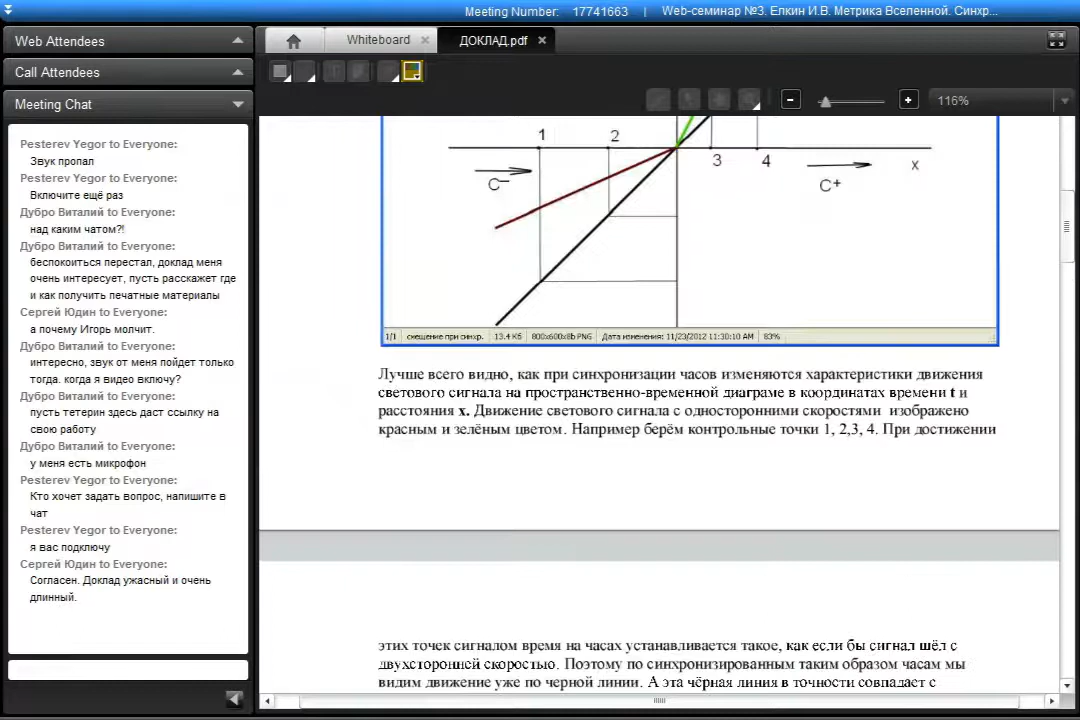 Meeting Number: 17741663 | Web-семинар №3. Елкин И.В. Метрика Вселенной. Синхр...
Web Attendees
Call Attendees
Meeting Chat
Pesterev Yegor to Everyone:
Звук пропал
Pesterev Yegor to Everyone:
Включите ещё раз
Дубро Виталий to Everyone:
над каким чатом?!
Дубро Виталий to Everyone:
беспокоиться перестал, доклад меня
очень интересует, пусть расскажет где
и как получить печатные материалы
Сергей Юдин to Everyone:
а почему Игорь молчит.
Дубро Виталий to Everyone:
интересно, звук от меня пойдет только
тогда. когда я видео включу?
Дубро Виталий to Everyone:
пусть тетерин здесь даст ссылку на
свою работу
Дубро Виталий to Everyone:
у меня есть микрофон
Pesterev Yegor to Everyone:
Кто хочет задать вопрос, напишите в
чат
Pesterev Yegor to Everyone:
я вас подключу
Сергей Юдин to Everyone:
Согласен. Доклад ужасный и очень
длинный.
Whiteboard
ДОКЛАД.pdf
116%
1
2
3
4
x
C–
C+
1/1 смещение при синхр. 13.4 Кб 800x600x8b PNG Дата изменения: 11/23/2012 11:30:10 AM 83%
Лучше всего видно, как при синхронизации часов изменяются характеристики движения
светового сигнала на пространственно-временной диаграме в координатах времени t и
расстояния x. Движение светового сигнала с односторонними скоростями изображено
красным и зелёным цветом. Например берём контрольные точки 1, 2,3, 4. При достижении
этих точек сигналом время на часах устанавливается такое, как если бы сигнал шёл с
двухсторонней скоростью. Поэтому по синхронизированным таким образом часам мы
видим движение уже по черной линии. А эта чёрная линия в точности совпадает с